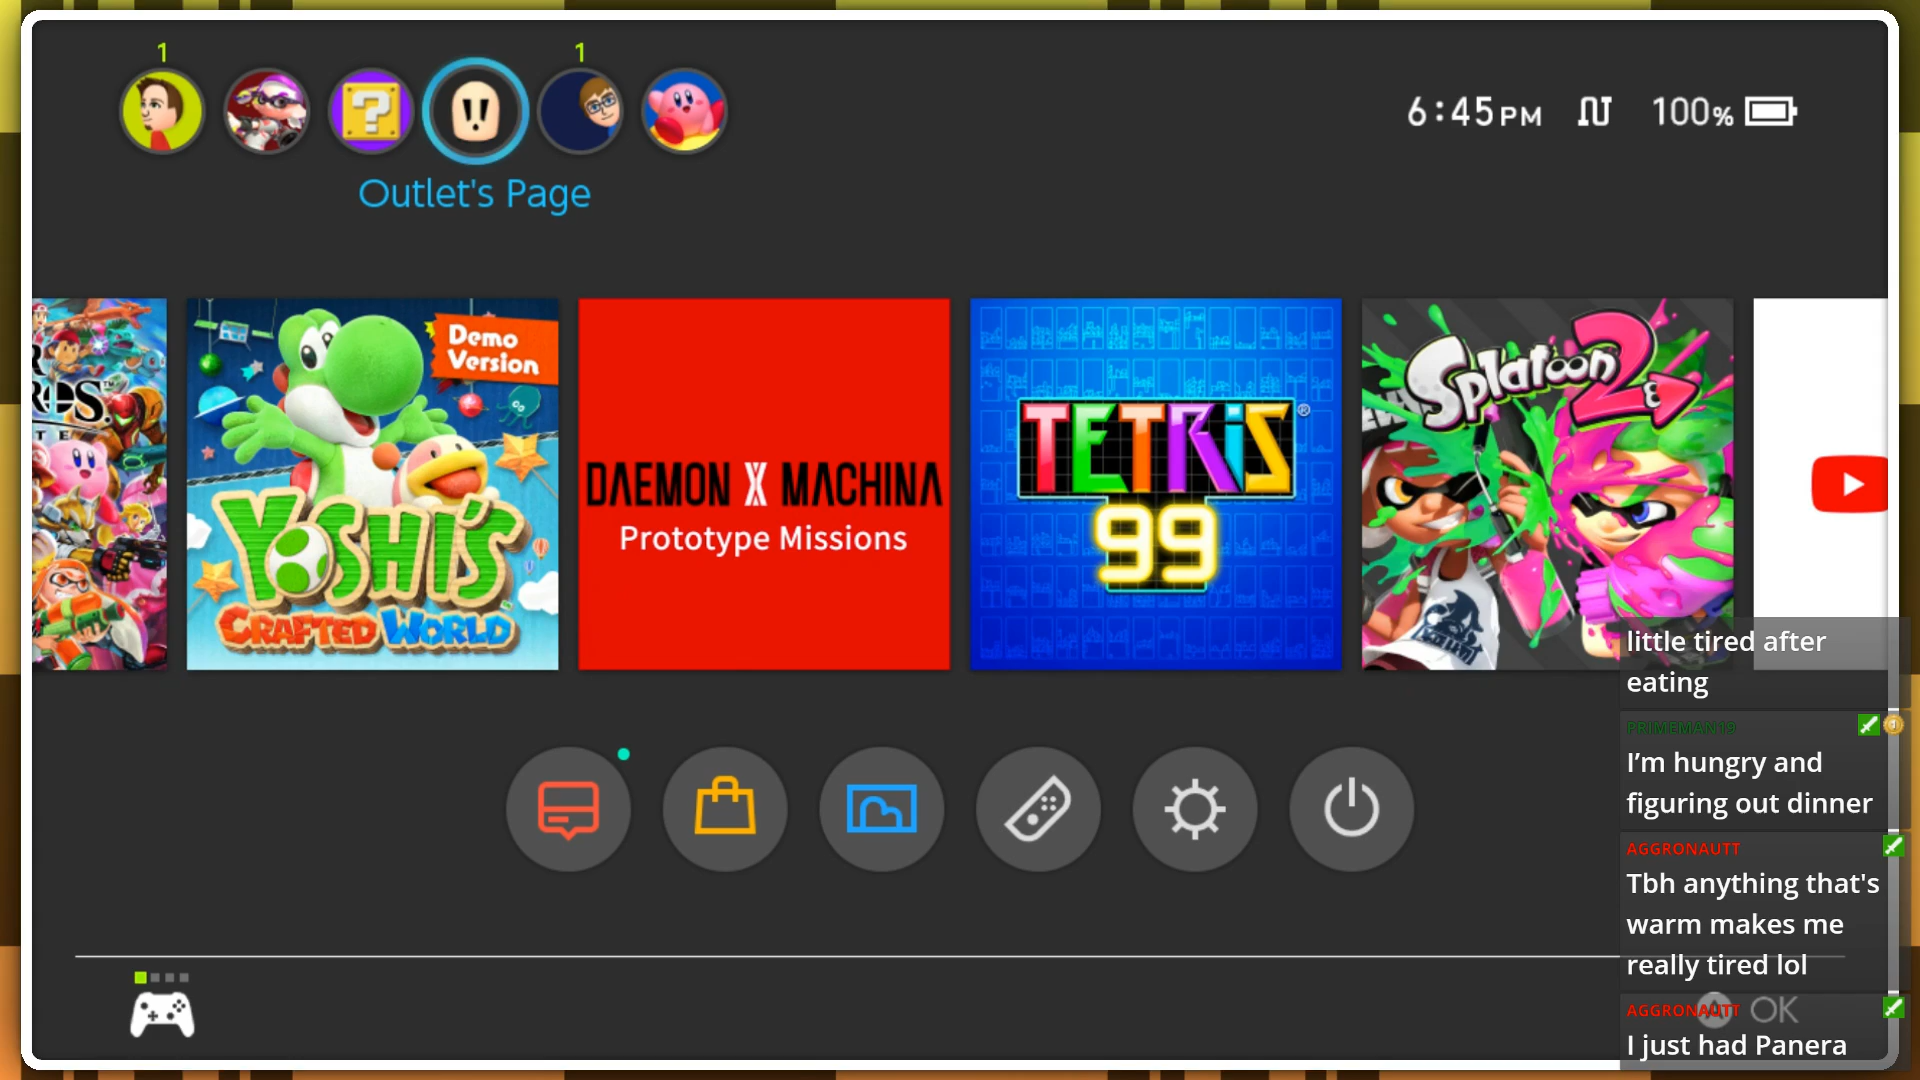 1
1
6:45PM
100%
Outlet's Page
Demo
Version
YOSHI'S
CRAFTED WORLD
DAEMON X MACHINA
Prototype Missions
TETRIS®
99
Splatoon 2
little tired after
eating
PRIMEMAN19
I’m hungry and
figuring out dinner
AGGRONAUTT
Tbh anything that's
warm makes me
really tired lol
AGGRONAUTT
OK
I just had Panera